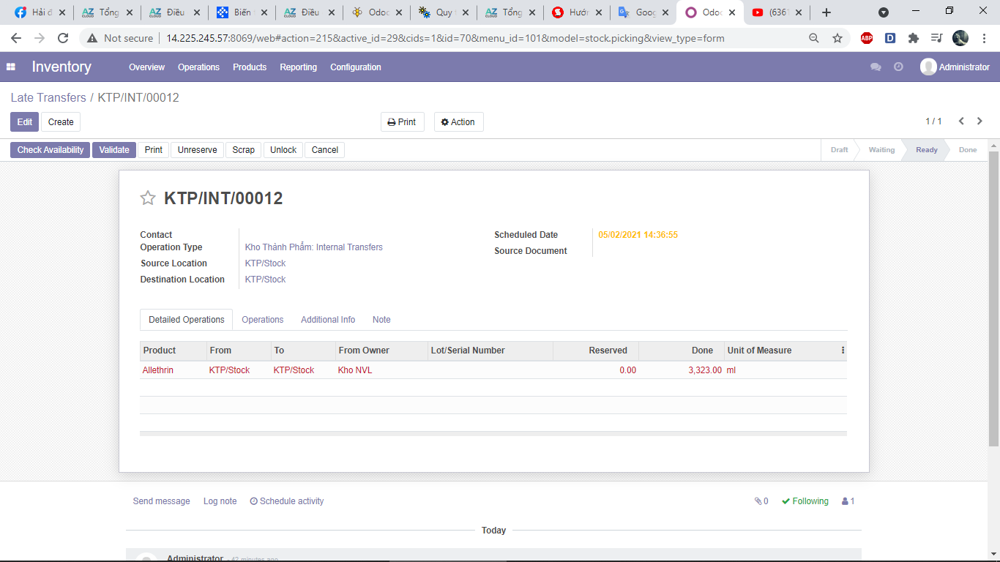 Hải đ
Tổng
Điều
Biến
Điều
Odoo
Quy t
Tổng
Hướn
Goog
Odoo
(636)
Not secure 14.225.245.57:8069/web#action=215&active_id=29&cids=1&id=70&menu_id=101&model=stock.picking&view_type=form
Inventory Overview Operations Products Reporting Configuration Administrator
Late Transfers / KTP/INT/00012
Edit Create Print Action 1 / 1
Check Availability Validate Print Unreserve Scrap Unlock Cancel Draft Waiting Ready Done
KTP/INT/00012
Contact
Operation Type Kho Thành Phẩm: Internal Transfers
Source Location KTP/Stock
Destination Location KTP/Stock
Scheduled Date 05/02/2021 14:36:55
Source Document
Detailed Operations Operations Additional Info Note
Product From To From Owner Lot/Serial Number Reserved Done Unit of Measure
Allethrin KTP/Stock KTP/Stock Kho NVL 0.00 3,323.00 ml
Send message Log note Schedule activity 0 Following 1
Today
Administrator - 42 minutes ago